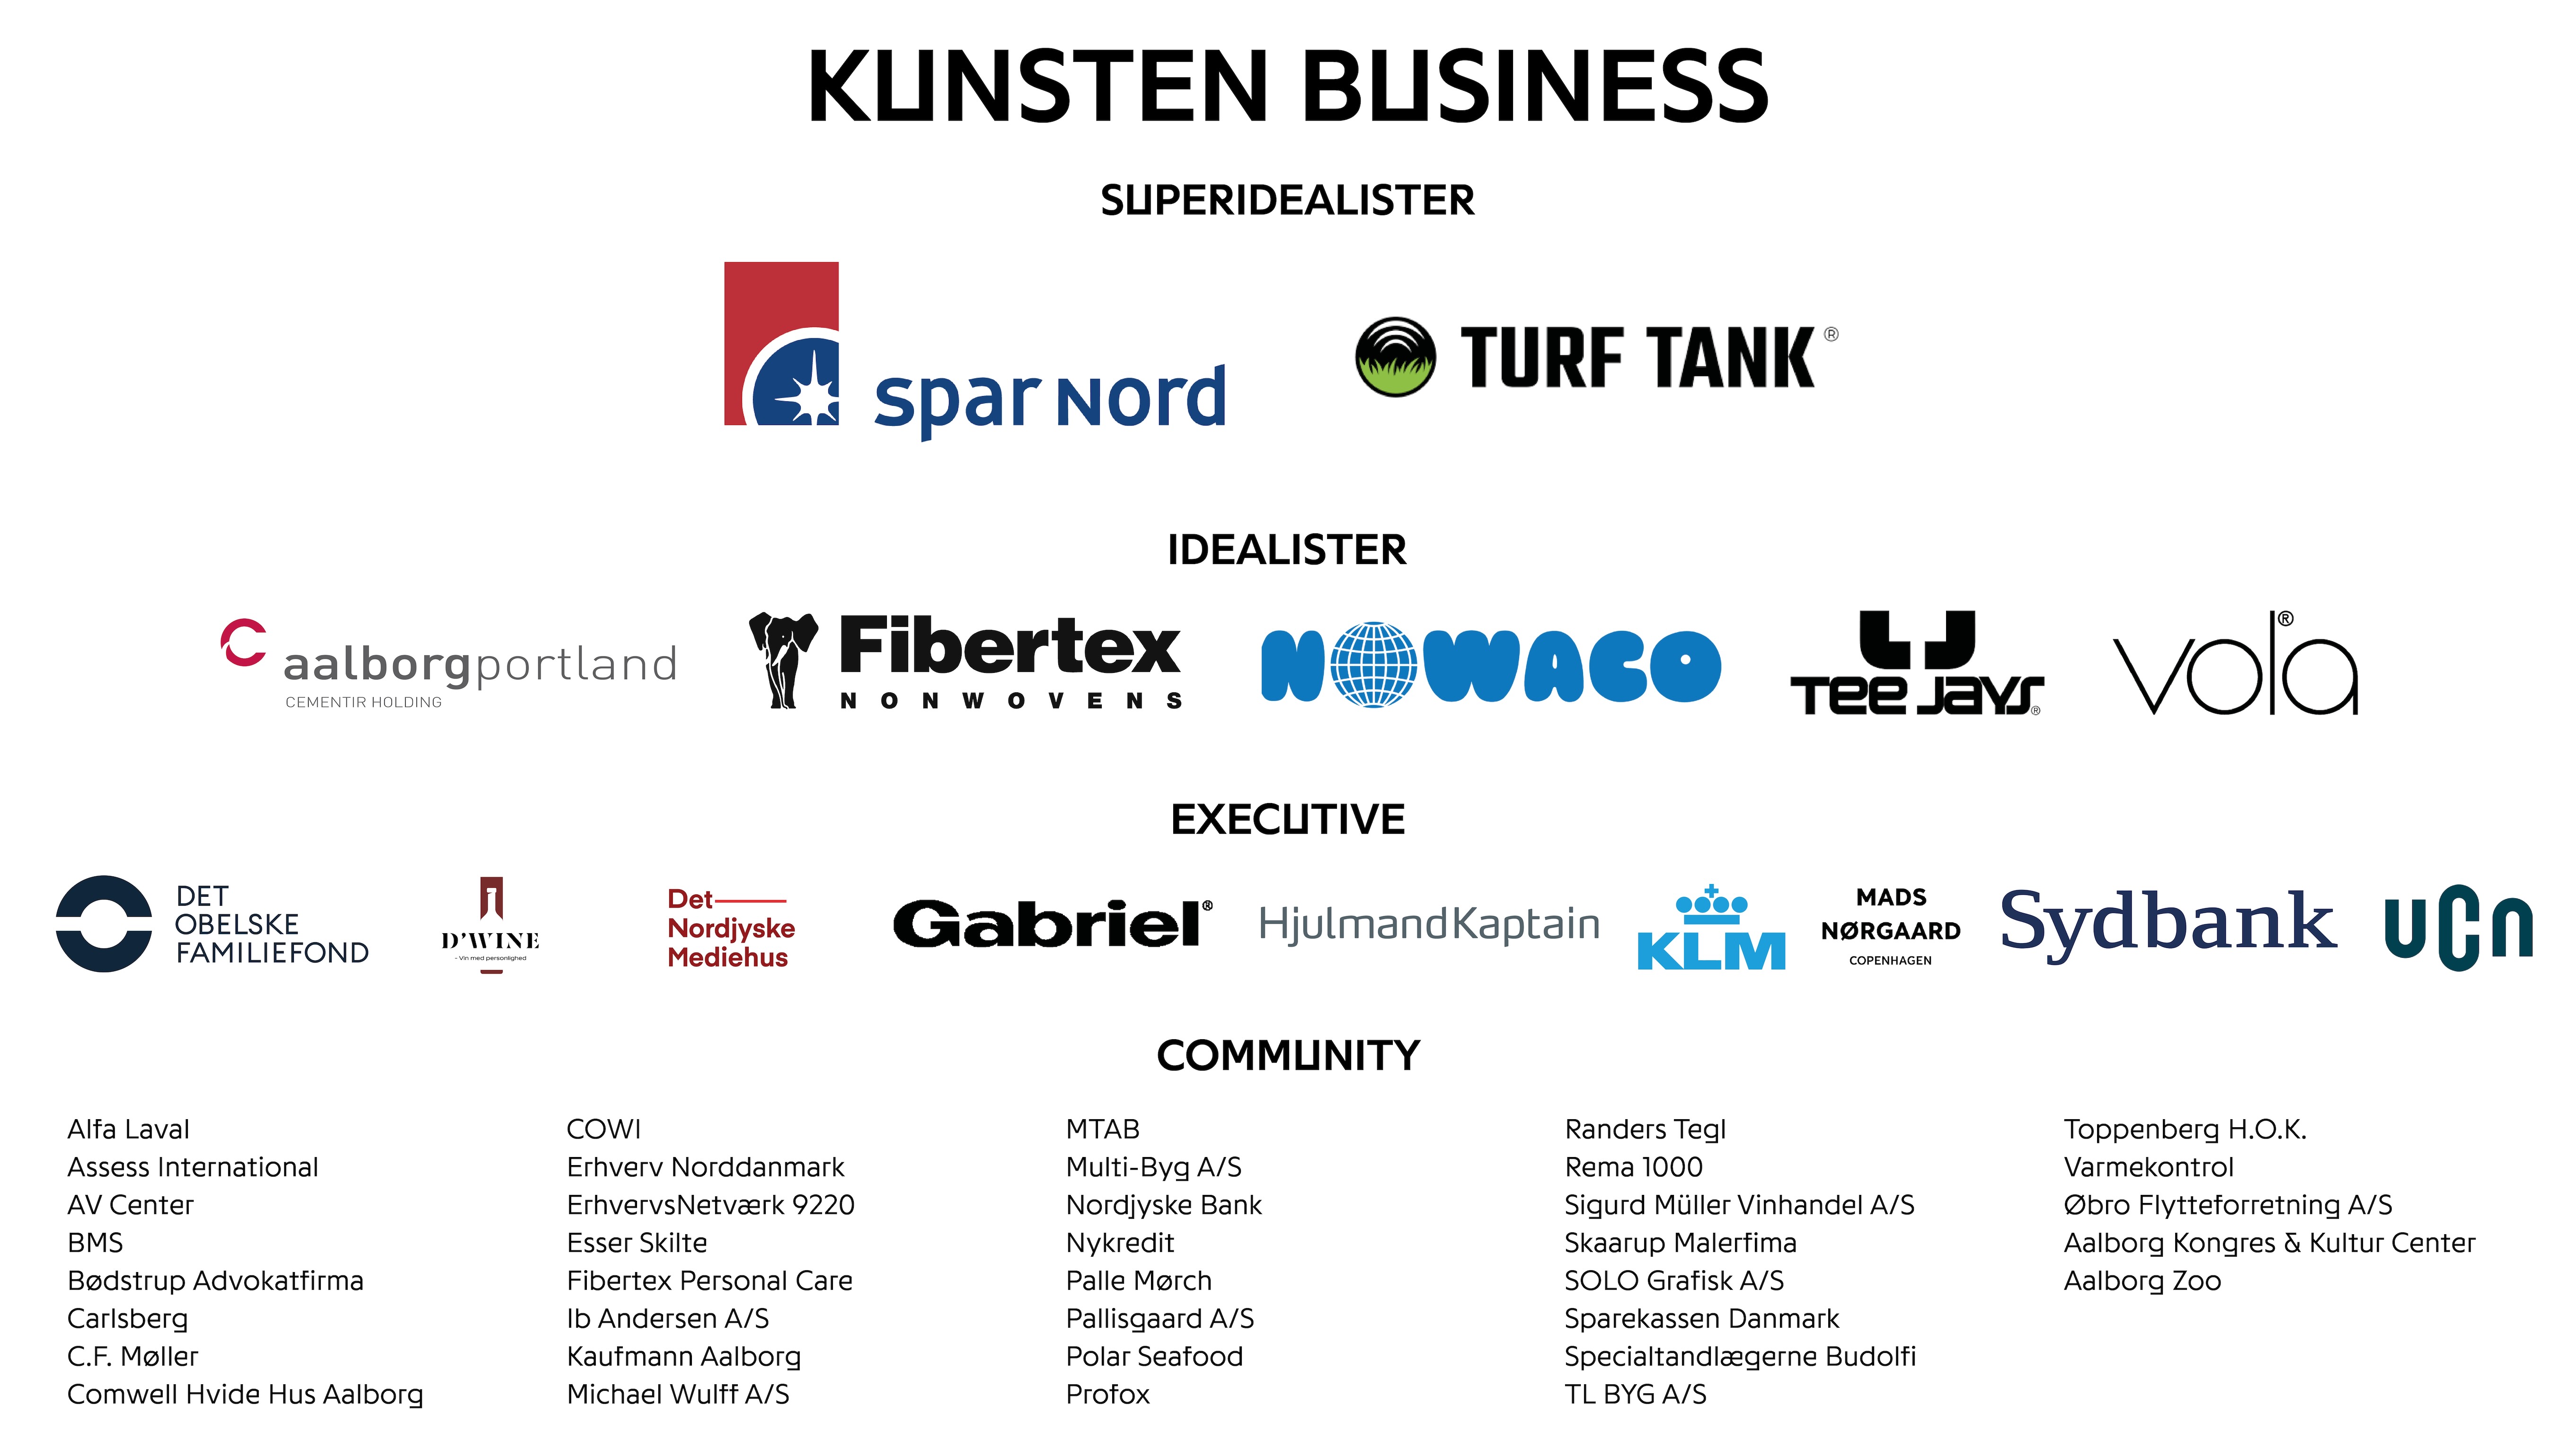 KUNSTEN BUSINESS
SUPERIDEALISTER
spar nord
TURF TANK ®
IDEALISTER
aalborgportland
CEMENTIR HOLDING
Fibertex
NONWOVENS
NOWACO
TEE JAYS®
vola®
EXECUTIVE
DET
OBELSKE
FAMILIEFOND
D'WINE
- Vin med personlighed
Det
Nordjyske
Mediehus
Gabriel®
HjulmandKaptain
KLM
MADS
NØRGAARD
COPENHAGEN
Sydbank
ucn
COMMUNITY
Alfa Laval
Assess International
AV Center
BMS
Bødstrup Advokatfirma
Carlsberg
C.F. Møller
Comwell Hvide Hus Aalborg
COWI
Erhverv Norddanmark
ErhvervsNetværk 9220
Esser Skilte
Fibertex Personal Care
Ib Andersen A/S
Kaufmann Aalborg
Michael Wulff A/S
MTAB
Multi-Byg A/S
Nordjyske Bank
Nykredit
Palle Mørch
Pallisgaard A/S
Polar Seafood
Profox
Randers Tegl
Rema 1000
Sigurd Müller Vinhandel A/S
Skaarup Malerfima
SOLO Grafisk A/S
Sparekassen Danmark
Specialtandlægerne Budolfi
TL BYG A/S
Toppenberg H.O.K.
Varmekontrol
Øbro Flytteforretning A/S
Aalborg Kongres & Kultur Center
Aalborg Zoo